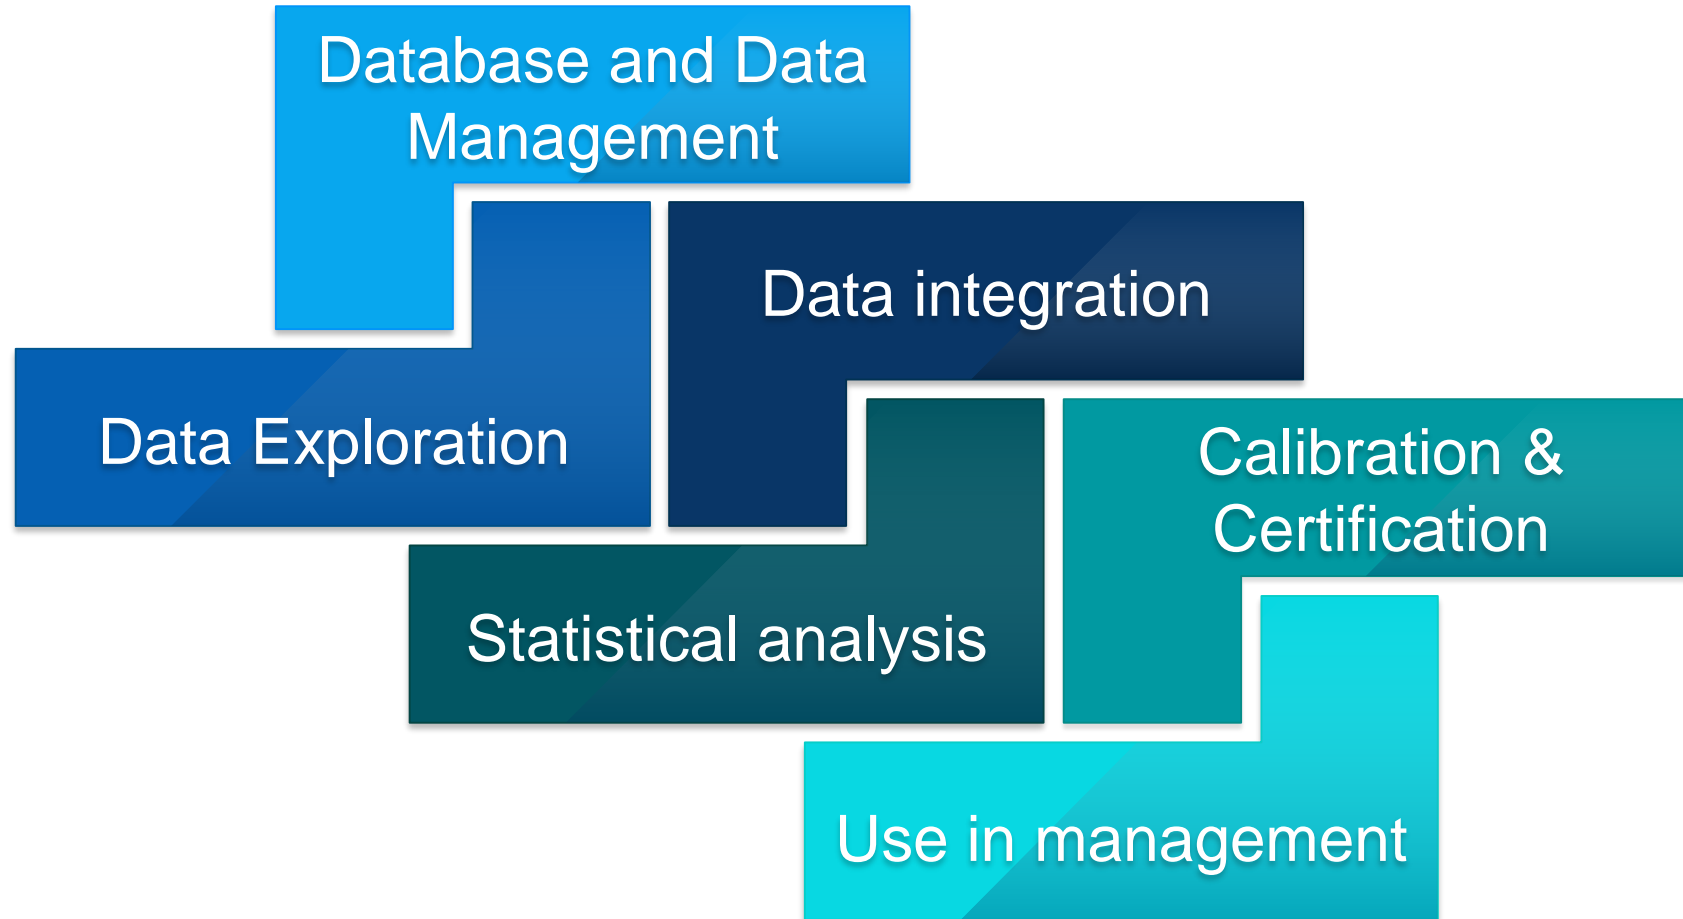 Database and Data
Management
Data integration
Data Exploration
Calibration &
Certification
Statistical analysis
Use in management